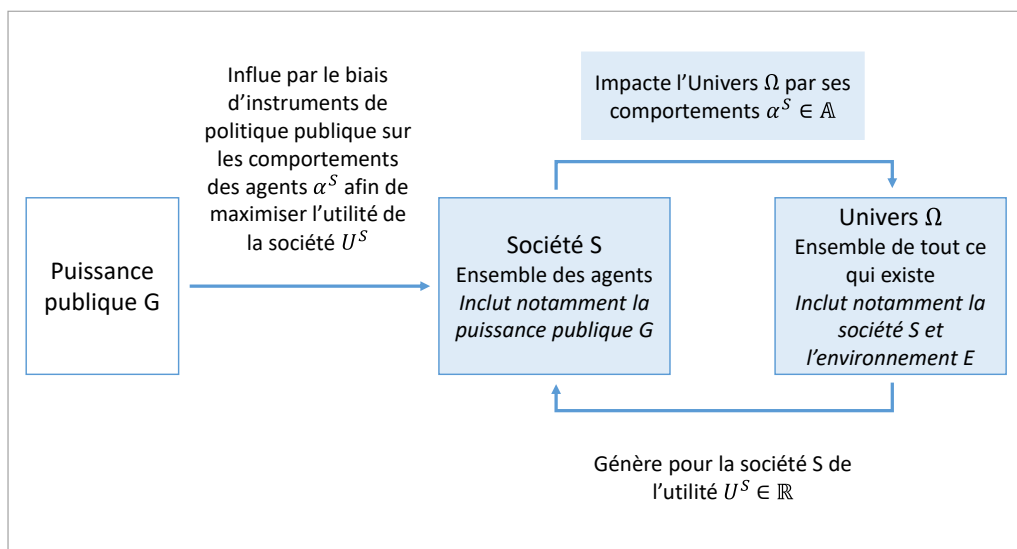 Influe par le biais
d’instruments de
politique publique sur
les comportements
des agents α^S afin de
maximiser l’utilité de
la société U^S
Impacte l’Univers Ω par ses
comportements α^S ∈ 𝔸
Puissance
publique G
Société S
Ensemble des agents
Inclut notamment la
puissance publique G
Univers Ω
Ensemble de tout ce
qui existe
Inclut notamment la
société S et
l’environnement E
Génère pour la société S de
l’utilité U^S ∈ ℝ